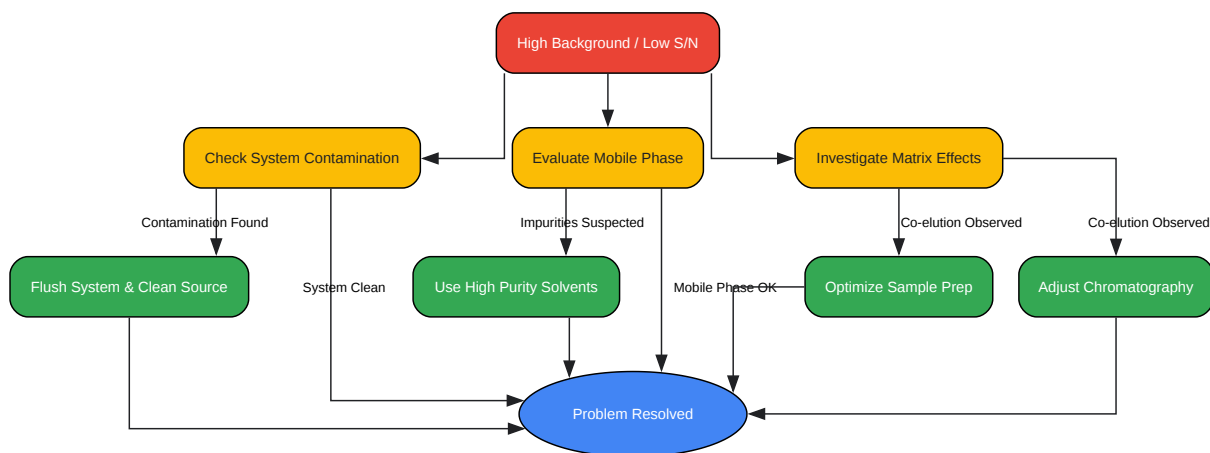 High Background / Low S/N
Check System Contamination
Evaluate Mobile Phase
Investigate Matrix Effects
Contamination Found
Impurities Suspected
Co-elution Observed
Co-elution Observed
Flush System & Clean Source
System Clean
Use High Purity Solvents
Mobile Phase OK
Optimize Sample Prep
Adjust Chromatography
Problem Resolved